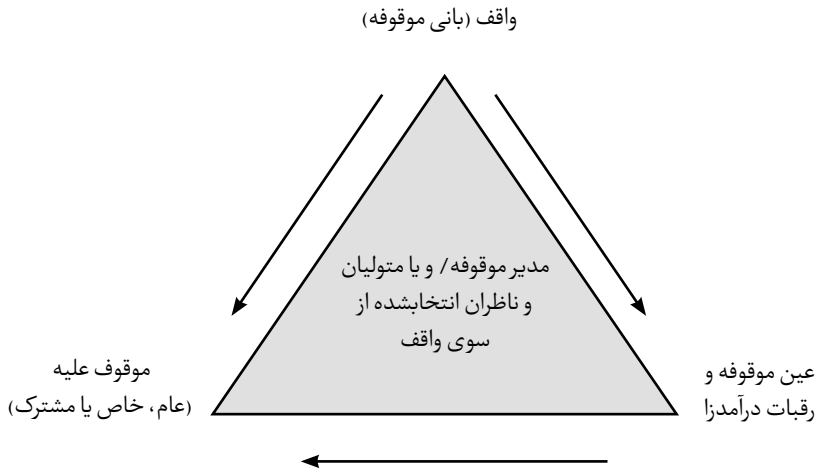 واقف (بانی موقوفه)
مدیر موقوفه / و یا متولیان
و ناظران انتخابشده از
سوی واقف
عین موقوفه و
رقبات درآمدزا
موقوف علیه
(عام، خاص یا مشترک)